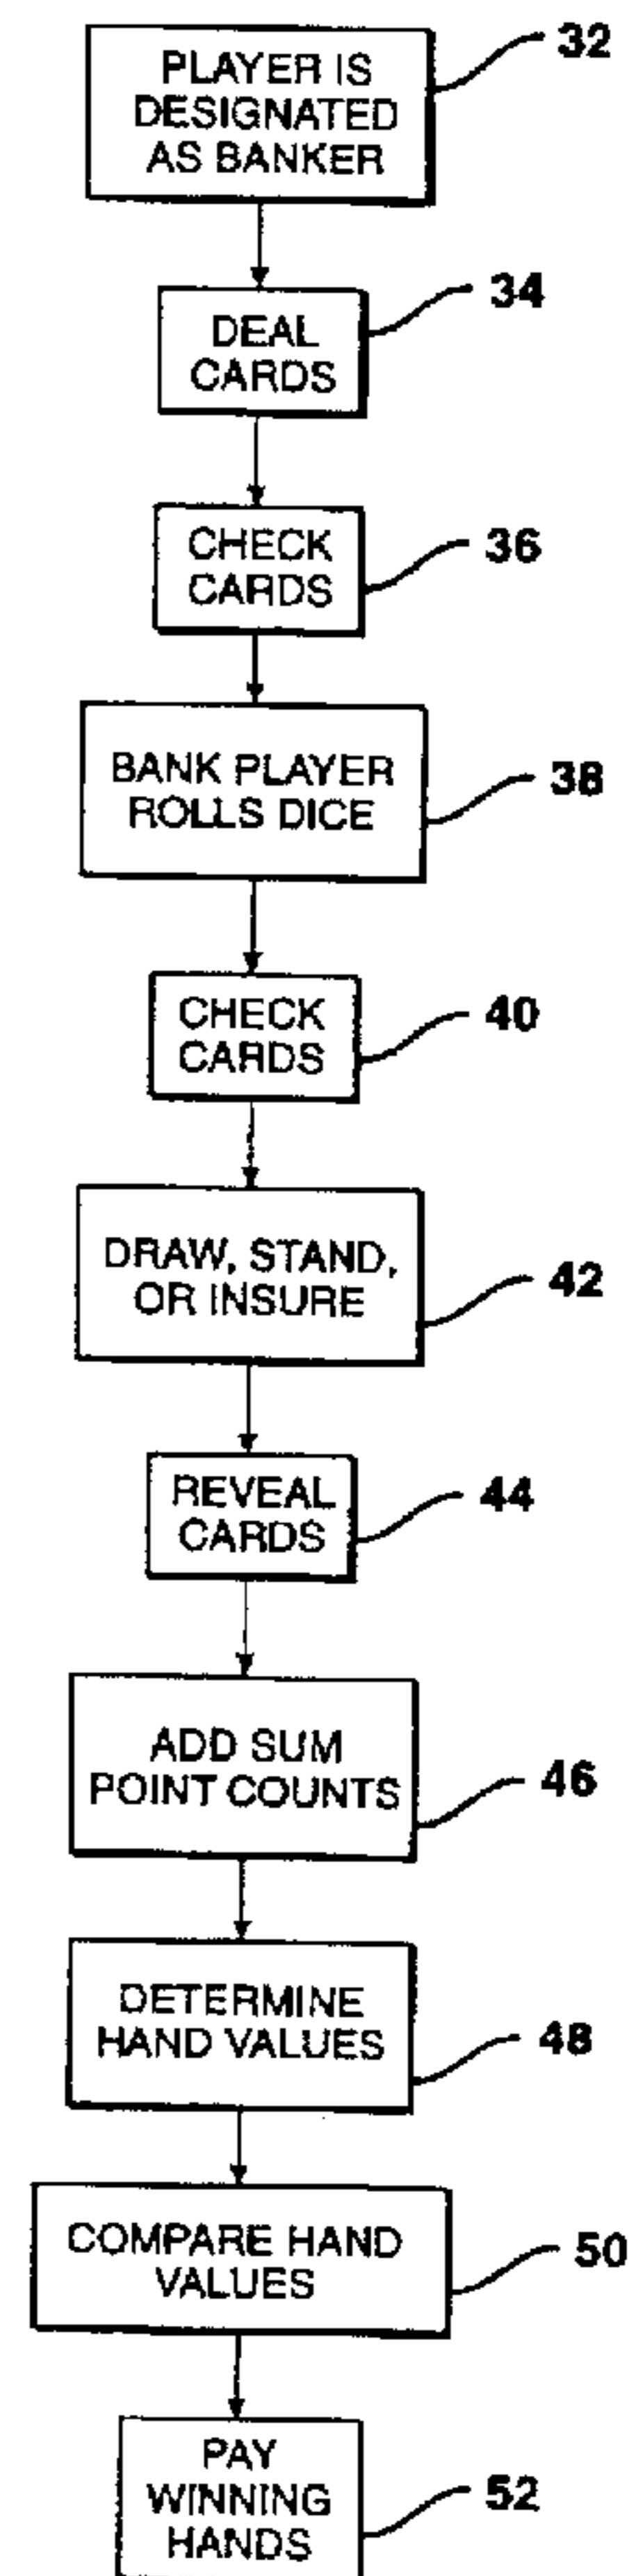 PLAYER IS
DESIGNATED
AS BANKER
32
DEAL
CARDS
34
CHECK
CARDS
36
BANK PLAYER
ROLLS DICE
38
CHECK
CARDS
40
DRAW, STAND,
OR INSURE
42
REVEAL
CARDS
44
ADD SUM
POINT COUNTS
46
DETERMINE
HAND VALUES
48
COMPARE HAND
VALUES
50
PAY
WINNING
HANDS
52